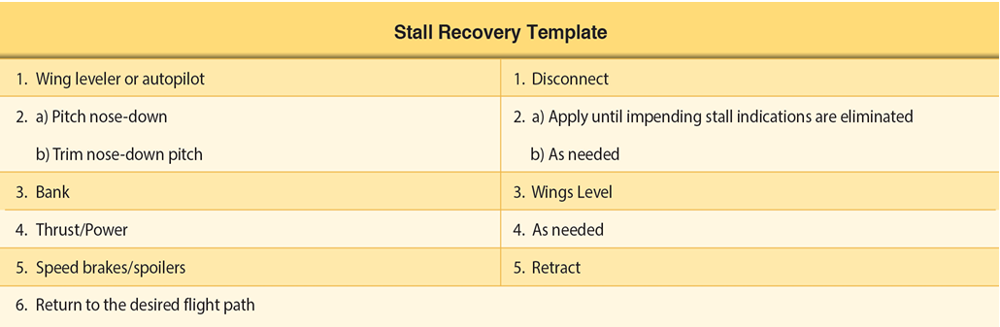 Stall Recovery Template
1. Wing leveler or autopilot
1. Disconnect
2. a) Pitch nose-down
2. a) Apply until impending stall indications are eliminated
b) Trim nose-down pitch
b) As needed
3. Bank
3. Wings Level
4. Thrust/Power
4. As needed
5. Speed brakes/spoilers
5. Retract
6. Return to the desired flight path